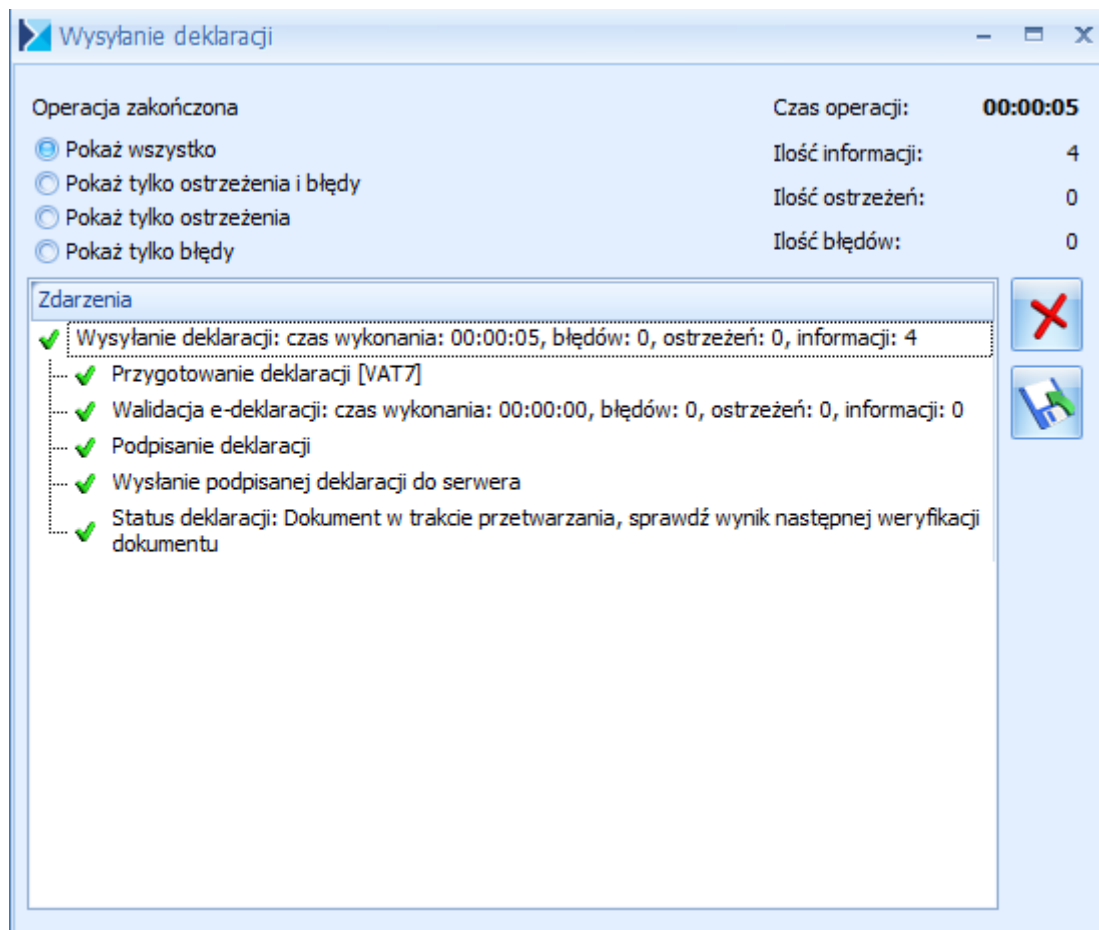 Wysyłanie deklaracji
Operacja zakończona
Czas operacji: 00:00:05
Pokaż wszystko
Ilość informacji: 4
Pokaż tylko ostrzeżenia i błędy
Ilość ostrzeżeń: 0
Pokaż tylko ostrzeżenia
Ilość błędów: 0
Pokaż tylko błędy
Zdarzenia
Wysyłanie deklaracji: czas wykonania: 00:00:05, błędów: 0, ostrzeżeń: 0, informacji: 4
Przygotowanie deklaracji [VAT7]
Walidacja e-deklaracji: czas wykonania: 00:00:00, błędów: 0, ostrzeżeń: 0, informacji: 0
Podpisanie deklaracji
Wysłanie podpisanej deklaracji do serwera
Status deklaracji: Dokument w trakcie przetwarzania, sprawdź wynik następnej weryfikacji
dokumentu